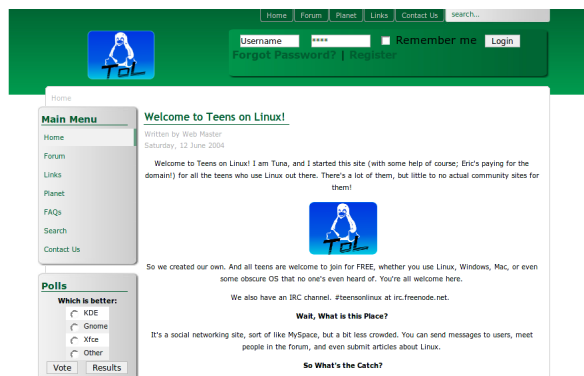 Home Forum Planet Links Contact Us search...
Username **** Remember me Login
Forgot Password? | Register
ToL
Home
Main Menu
Home
Forum
Links
Planet
FAQs
Search
Contact Us
Polls
Which is better:
KDE
Gnome
Xfce
Other
Vote Results
Welcome to Teens on Linux!
Written by Web Master
Saturday, 12 June 2004
Welcome to Teens on Linux! I am Tuna, and I started this site (with some help of course; Eric's paying for the
domain!) for all the teens who use Linux out there. There's a lot of them, but little to no actual community sites for
them!
ToL
So we created our own. And all teens are welcome to join for FREE, whether you use Linux, Windows, Mac, or even
some obscure OS that no one's even heard of. You're all welcome here.
We also have an IRC channel. #teensonlinux at irc.freenode.net.
Wait, What is this Place?
It's a social networking site, sort of like MySpace, but a bit less crowded. You can send messages to users, meet
people in the forum, and even submit articles about Linux.
So What's the Catch?